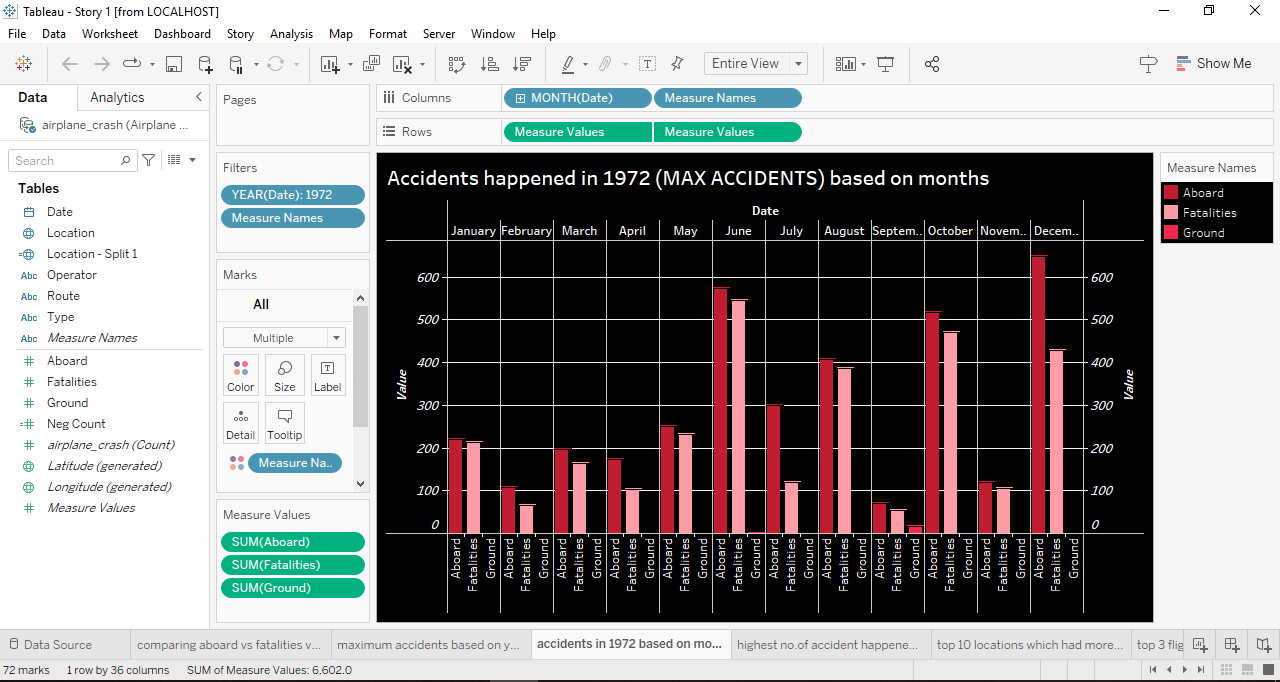 Tableau - Story 1 [from LOCALHOST]
File Data Worksheet Dashboard Story Analysis Map Format Server Window Help
Entire View
Show Me
Data Analytics
airplane_crash (Airplane ...
Search
Tables
Date
Location
Location - Split 1
Abc Operator
Abc Route
Abc Type
Abc Measure Names
Aboard
Fatalities
Ground
Neg Count
airplane_crash (Count)
Latitude (generated)
Longitude (generated)
Measure Values
Pages
Filters
YEAR(Date): 1972
Measure Names
Marks
All
Multiple
Color Size Label
Detail Tooltip
Measure Na..
Measure Values
SUM(Aboard)
SUM(Fatalities)
SUM(Ground)
Columns MONTH(Date) Measure Names
Rows Measure Values Measure Values
Accidents happened in 1972 (MAX ACCIDENTS) based on months
Date
January February March April May June July August Septem.. October Novem.. Decem..
600 600
500 500
400 400
300 300
200 200
100 100
0 0
Value
Value
Aboard Fatalities Ground Aboard Fatalities Ground Aboard Fatalities Ground Aboard Fatalities Ground Aboard Fatalities Ground Aboard Fatalities Ground Aboard Fatalities Ground Aboard Fatalities Ground Aboard Fatalities Ground Aboard Fatalities Ground Aboard Fatalities Ground Aboard Fatalities Ground
Measure Names
Aboard
Fatalities
Ground
Data Source comparing aboard vs fatalities v... maximum accidents based on y... accidents in 1972 based on mo... highest no.of accident happene... top 10 locations which had more... top 3 flig
72 marks 1 row by 36 columns SUM of Measure Values: 6,602.0